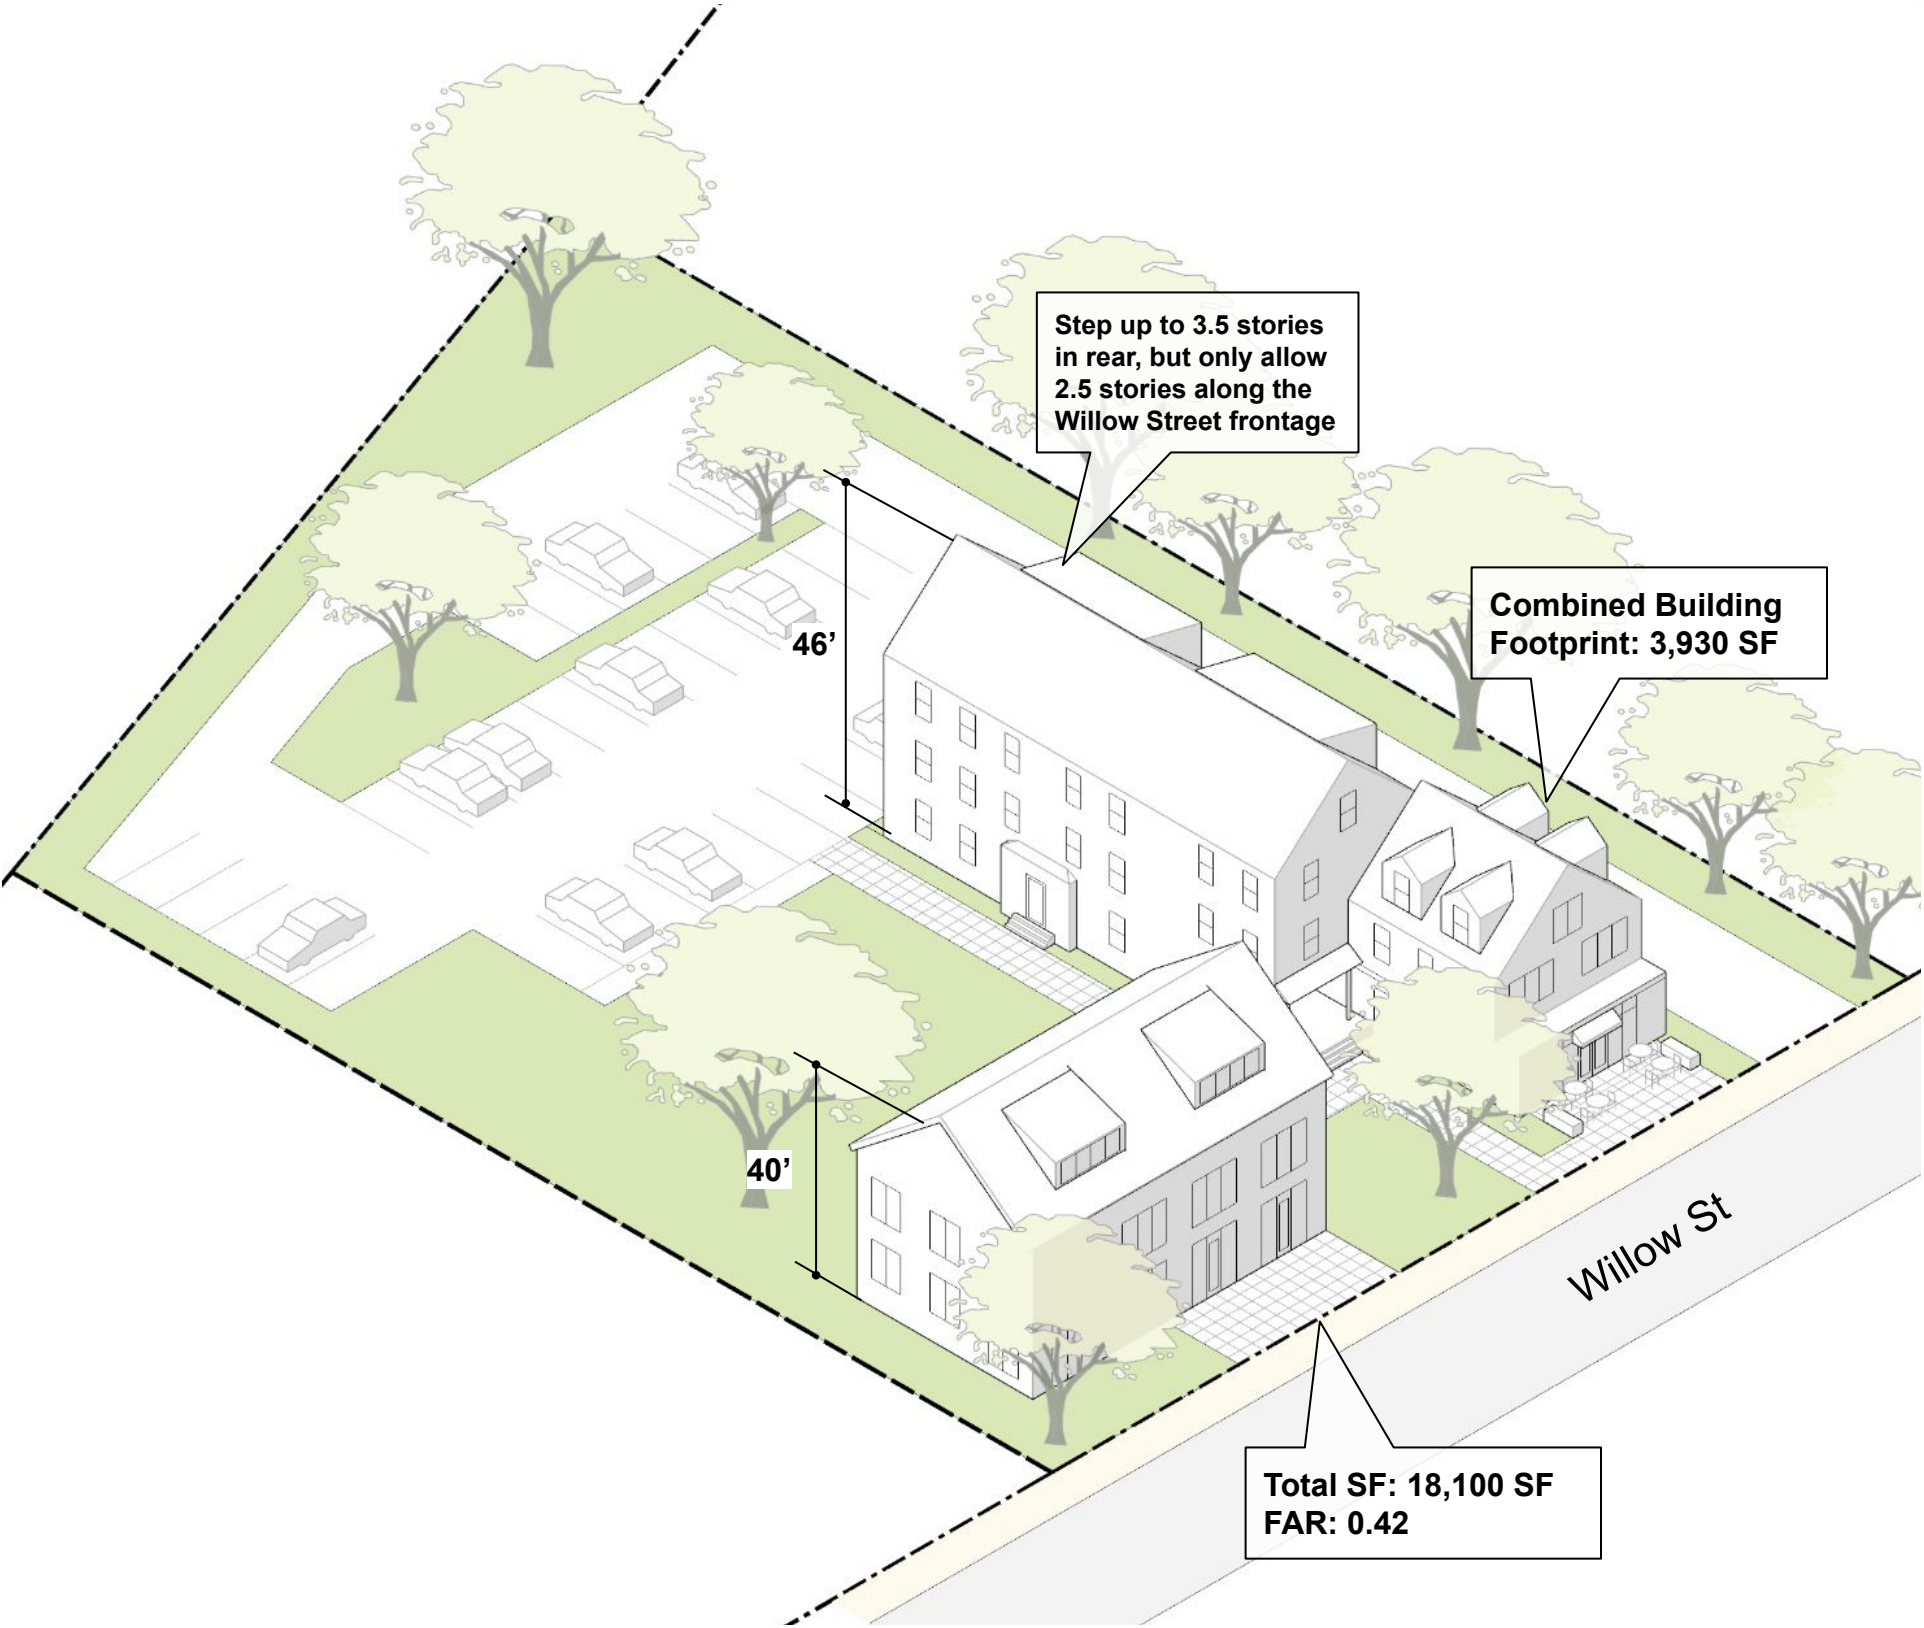 Step up to 3.5 stories
in rear, but only allow
2.5 stories along the
Willow Street frontage
Combined Building
Footprint: 3,930 SF
46’
40’
Willow St
Total SF: 18,100 SF
FAR: 0.42